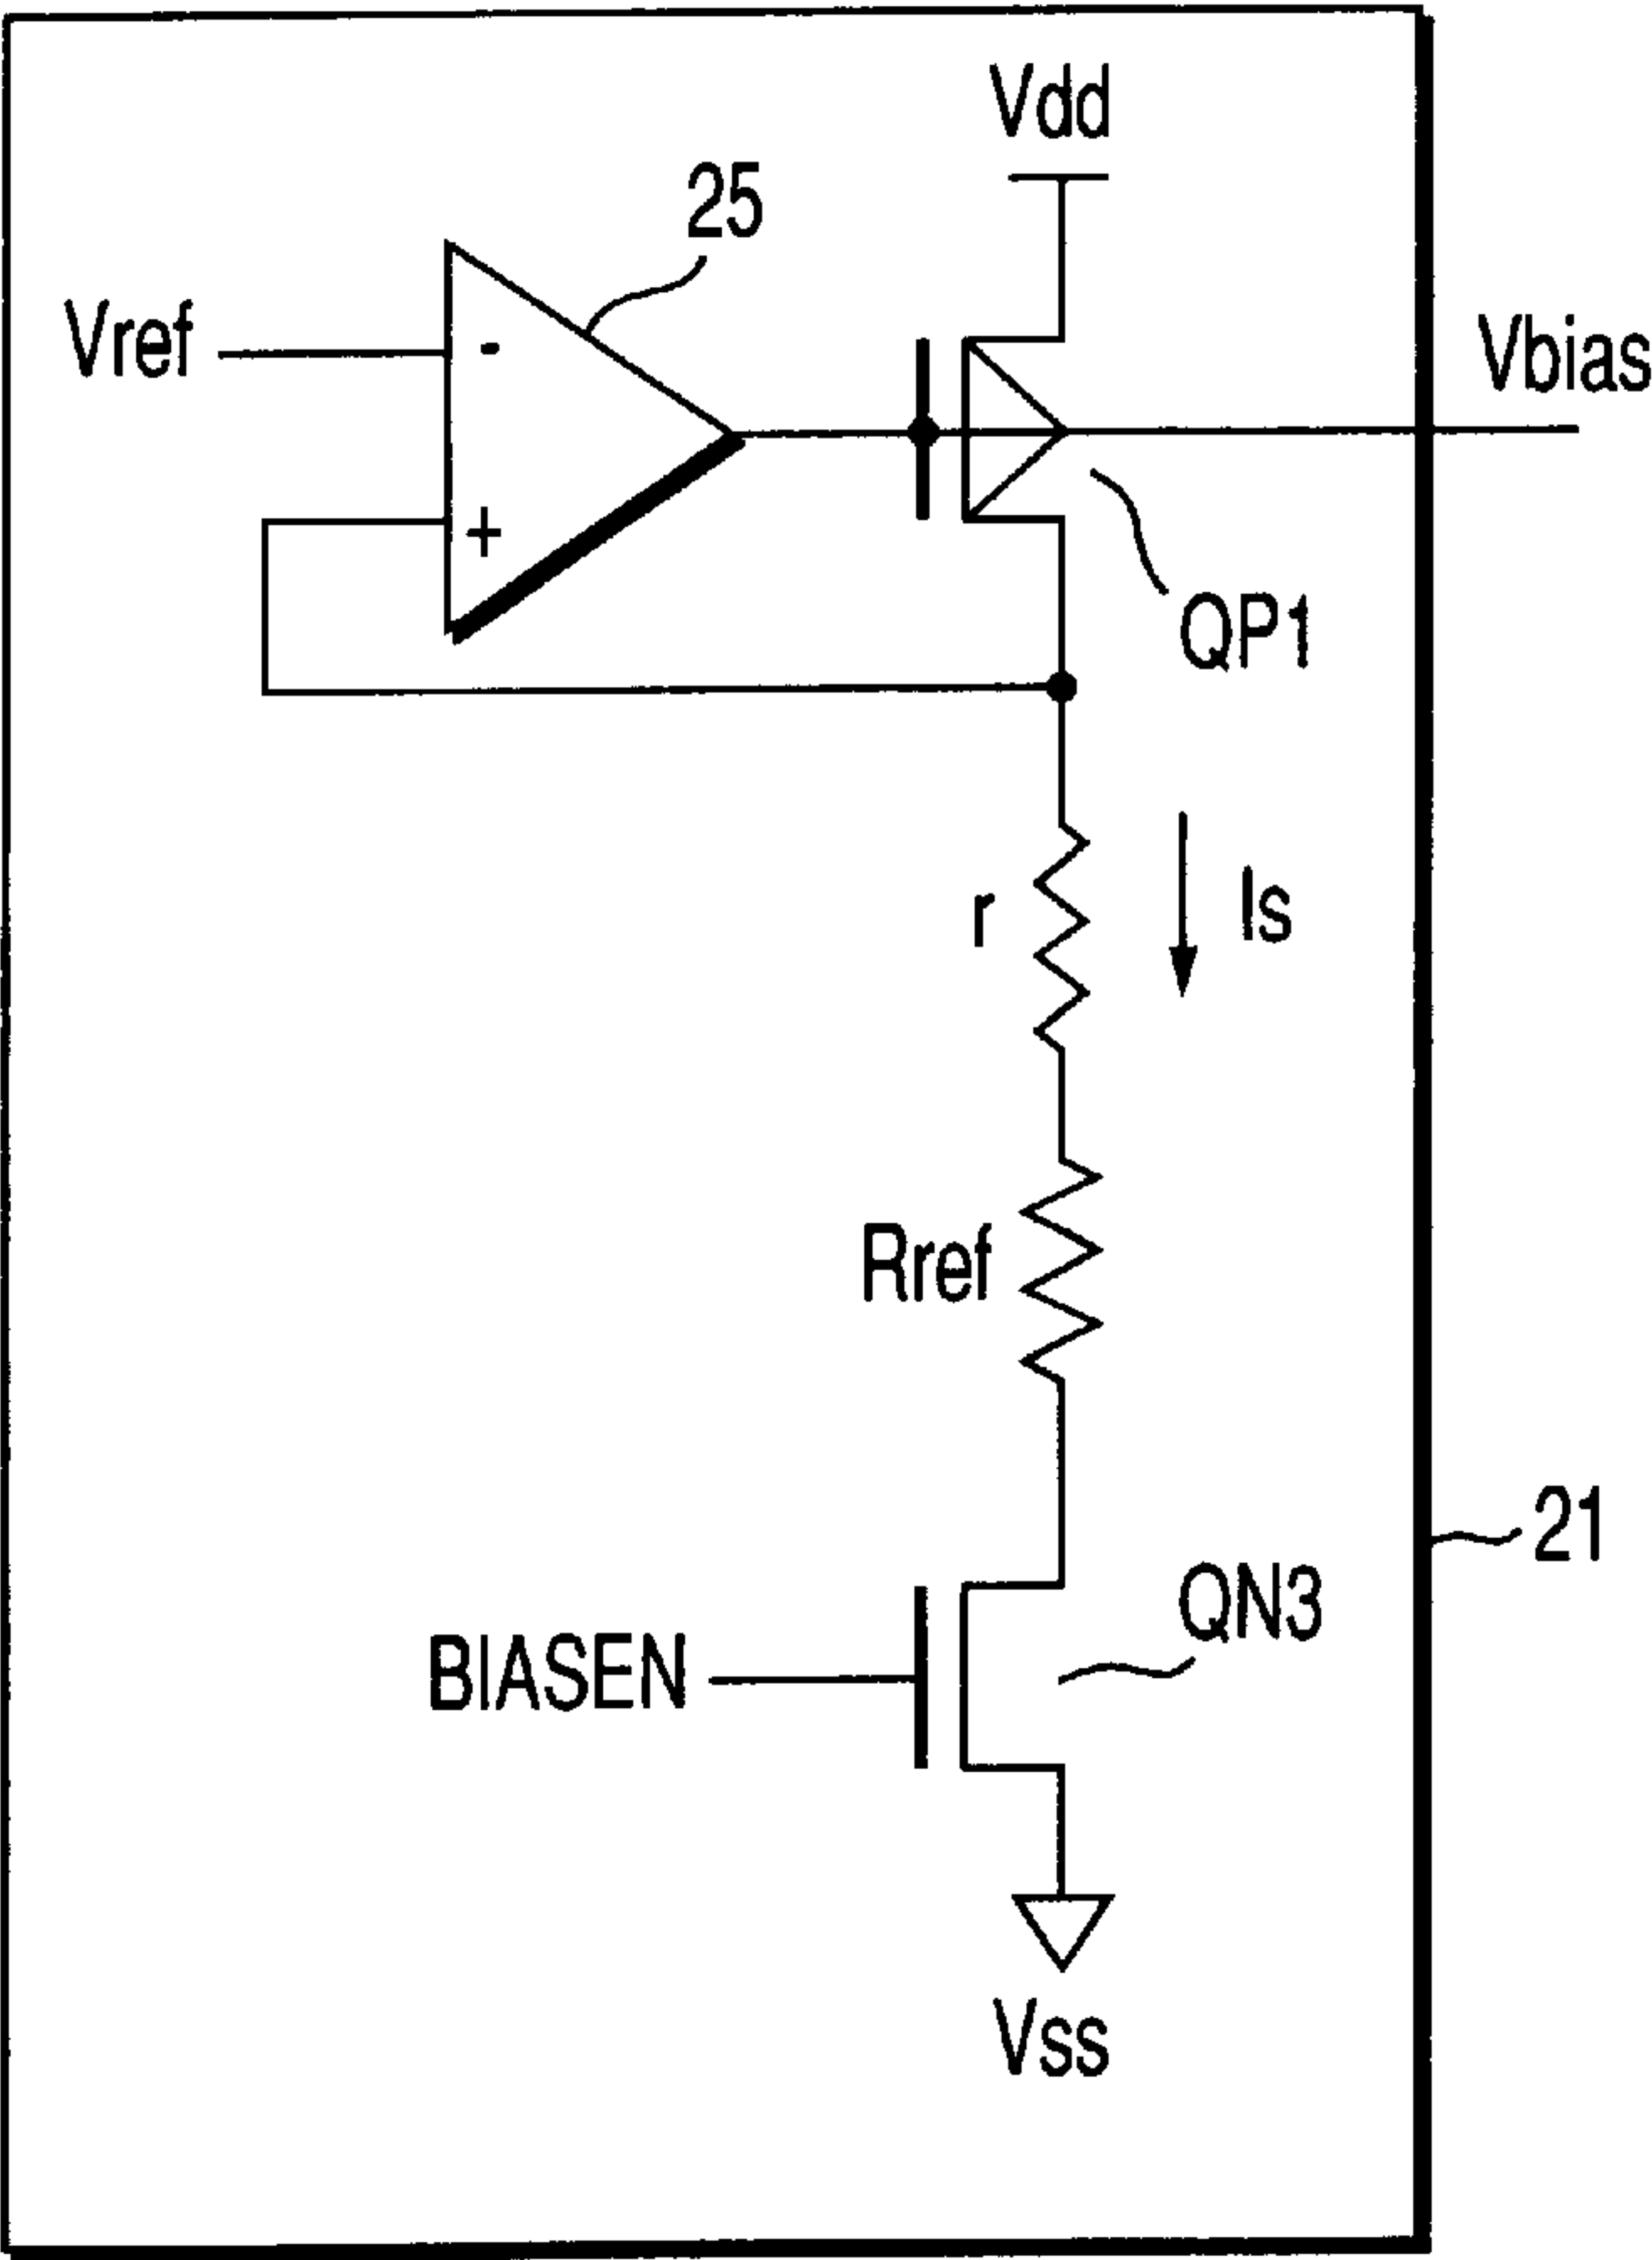 Vdd
25
Vref
Vbias
-
+
QP1
r
Is
Rref
21
QN3
BIASEN
Vss